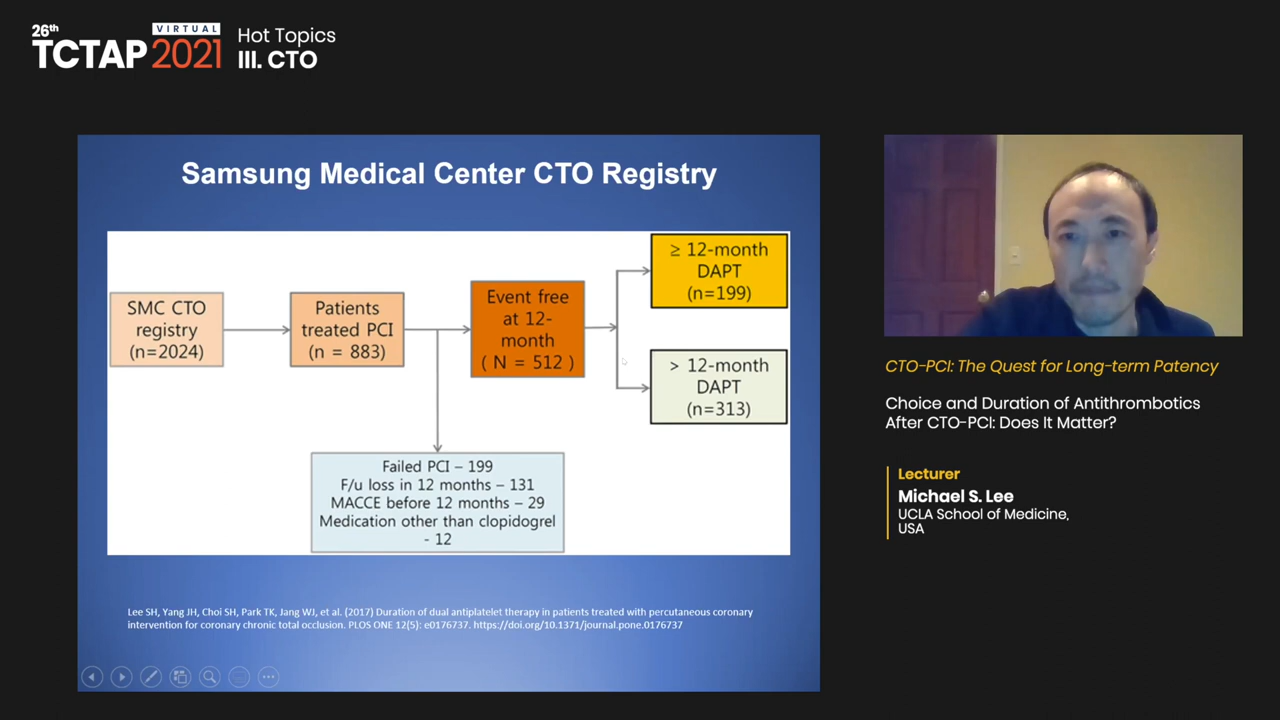 26th
VIRTUAL
TCTAP 2021
Hot Topics
III. CTO
Samsung Medical Center CTO Registry
SMC CTO
registry
(n=2024)
Patients
treated PCI
(n = 883)
Event free
at 12-
month
( N = 512 )
≥ 12-month
DAPT
(n=199)
> 12-month
DAPT
(n=313)
Failed PCI – 199
F/u loss in 12 months – 131
MACCE before 12 months – 29
Medication other than clopidogrel
- 12
Lee SH, Yang JH, Choi SH, Park TK, Jang WJ, et al. (2017) Duration of dual antiplatelet therapy in patients treated with percutaneous coronary
intervention for coronary chronic total occlusion. PLOS ONE 12(5): e0176737. https://doi.org/10.1371/journal.pone.0176737
CTO-PCI: The Quest for Long-term Patency
Choice and Duration of Antithrombotics
After CTO-PCI: Does It Matter?
Lecturer
Michael S. Lee
UCLA School of Medicine,
USA